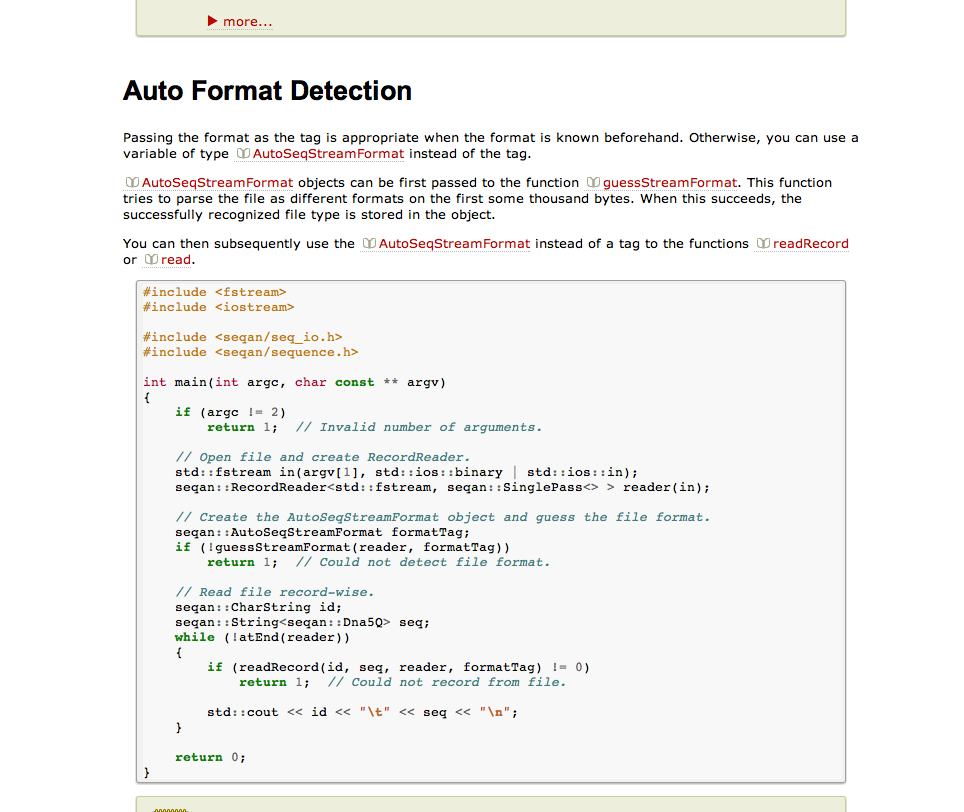 ▶ more...
Auto Format Detection
Passing the format as the tag is appropriate when the format is known beforehand. Otherwise, you can use a
variable of type AutoSeqStreamFormat instead of the tag.
AutoSeqStreamFormat objects can be first passed to the function guessStreamFormat. This function
tries to parse the file as different formats on the first some thousand bytes. When this succeeds, the
successfully recognized file type is stored in the object.
You can then subsequently use the AutoSeqStreamFormat instead of a tag to the functions readRecord
or read.
#include <fstream>
#include <iostream>
#include <seqan/seq_io.h>
#include <seqan/sequence.h>
int main(int argc, char const ** argv)
{
    if (argc != 2)
        return 1;  // Invalid number of arguments.
    // Open file and create RecordReader.
    std::fstream in(argv[1], std::ios::binary | std::ios::in);
    seqan::RecordReader<std::fstream, seqan::SinglePass<> > reader(in);
    // Create the AutoSeqStreamFormat object and guess the file format.
    seqan::AutoSeqStreamFormat formatTag;
    if (!guessStreamFormat(reader, formatTag))
        return 1;  // Could not detect file format.
    // Read file record-wise.
    seqan::CharString id;
    seqan::String<seqan::Dna5Q> seq;
    while (!atEnd(reader))
    {
        if (readRecord(id, seq, reader, formatTag) != 0)
            return 1;  // Could not record from file.
        std::cout << id << "\t" << seq << "\n";
    }
    return 0;
}